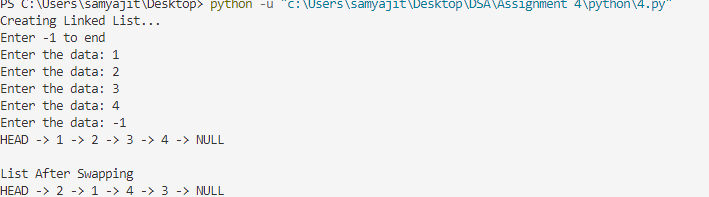 PS C:\Users\samyajit\Desktop> python -u "c:\Users\samyajit\Desktop\DSA\Assignment 4\python\4.py"
Creating Linked List...
Enter -1 to end
Enter the data: 1
Enter the data: 2
Enter the data: 3
Enter the data: 4
Enter the data: -1
HEAD -> 1 -> 2 -> 3 -> 4 -> NULL
List After Swapping
HEAD -> 2 -> 1 -> 4 -> 3 -> NULL